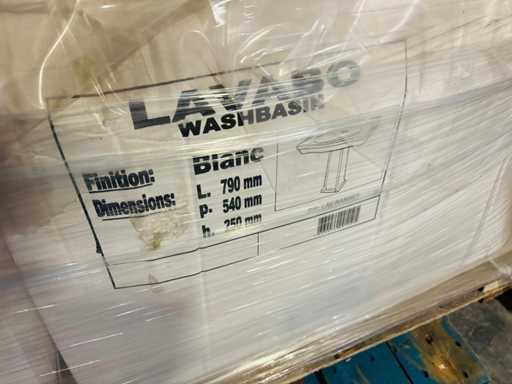 LAVABO
WASHBASIN
Finition: Blanc
Dimensions: L. 790 mm
P. 540 mm
h. 250 mm